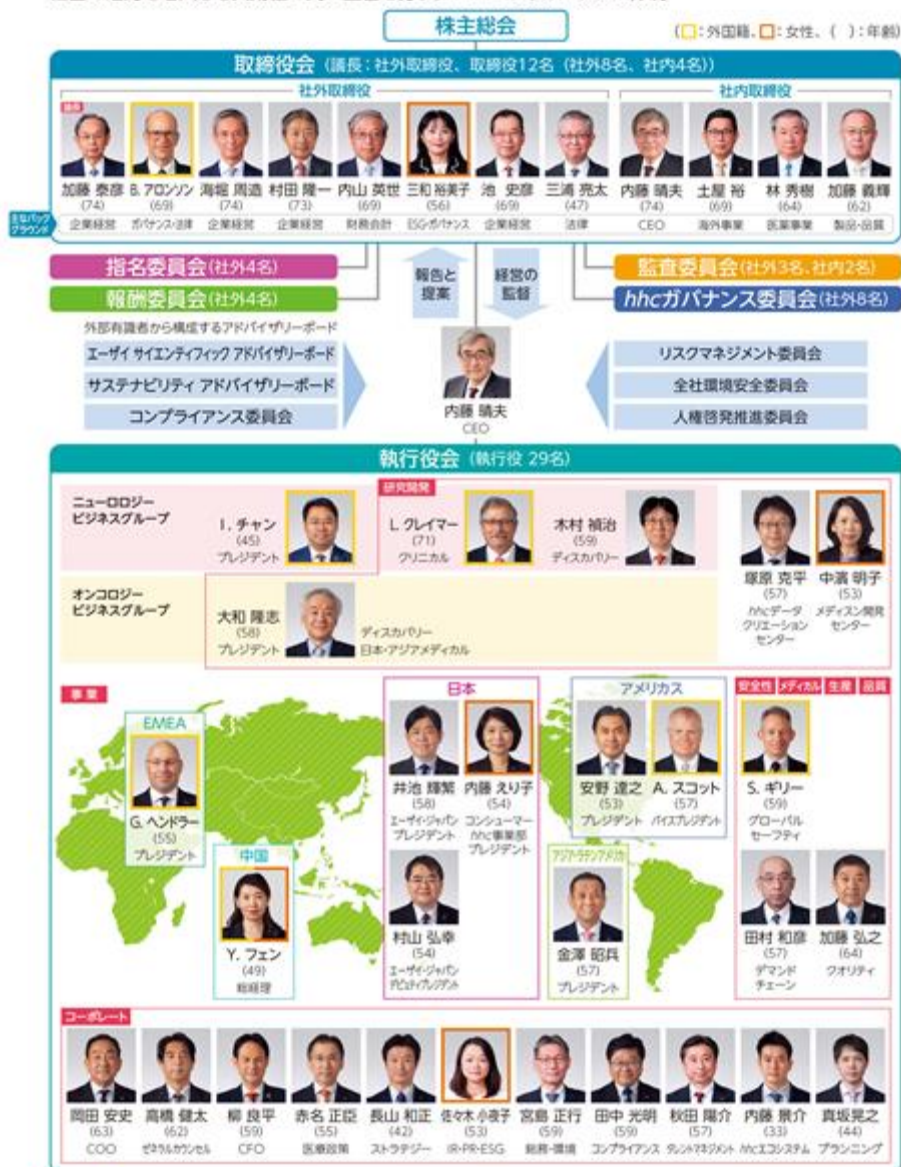 株主総会
(□:外国籍、□:女性、( ):年齢)
取締役会 (議長:社外取締役、取締役12名 (社外8名、社内4名))
社外取締役
社内取締役
議長
加藤 泰彦
(74)
企業経営
B. アロンソン
(69)
ガバナンス・法律
海堀 周造
(74)
企業経営
村田 隆一
(73)
企業経営
内山 英世
(69)
財務会計
三和 裕美子
(56)
ESG・ガバナンス
池 史彦
(69)
企業経営
三浦 亮太
(47)
法律
内藤 晴夫
(74)
CEO
土屋 裕
(69)
海外事業
林 秀樹
(64)
医薬事業
加藤 義輝
(62)
製品・品質
主なバック
グラウンド
指名委員会(社外4名)
報酬委員会(社外4名)
報告と
提案
経営の
監督
監査委員会(社外3名、社内2名)
hhcガバナンス委員会(社外8名)
外部有識者から構成するアドバイザリーボード
エーザイ サイエンティフィック アドバイザリーボード
サステナビリティ アドバイザリーボード
コンプライアンス委員会
内藤 晴夫
CEO
リスクマネジメント委員会
全社環境安全委員会
人権啓発推進委員会
執行役会 (執行役 29名)
ニューロロジー
ビジネスグループ
I. チャン
(45)
プレジデント
研究開発
L. クレイマー
(71)
クリニカル
木村 禎治
(59)
ディスカバリー
塚原 克平
(57)
hhcデータ
クリエーション
センター
中濱 明子
(53)
メディスン開発
センター
オンコロジー
ビジネスグループ
大和 隆志
(58)
プレジデント
ディスカバリー
日本・アジアメディカル
事業
EMEA
G. ヘンドラー
(55)
プレジデント
中国
Y. フェン
(49)
総経理
日本
井池 輝繁
(58)
エーザイ・ジャパン
プレジデント
内藤 えり子
(54)
コンシューマー
hhc事業部
プレジデント
村山 弘幸
(54)
エーザイ・ジャパン
デピュティプレジデント
アメリカス
安野 達之
(53)
プレジデント
A. スコット
(57)
バイスプレジデント
アジア・ラテンアメリカ
金澤 昭兵
(57)
プレジデント
安全性 メディカル 生産 品質
S. ギリー
(59)
グローバル
セーフティ
田村 和彦
(57)
デマンド
チェーン
加藤 弘之
(64)
クオリティ
コーポレート
岡田 安史
(63)
COO
高橋 健太
(62)
ゼネラルカウンセル
柳 良平
(59)
CFO
赤名 正臣
(55)
医療政策
長山 和正
(42)
ストラテジー
佐々木 小夜子
(53)
IR・PR・ESG
宮島 正行
(59)
総務・環境
田中 光明
(59)
コンプライアンス
秋田 陽介
(57)
タレントマネジメント
内藤 景介
(33)
hhcエコシステム
真坂 晃之
(44)
プランニング